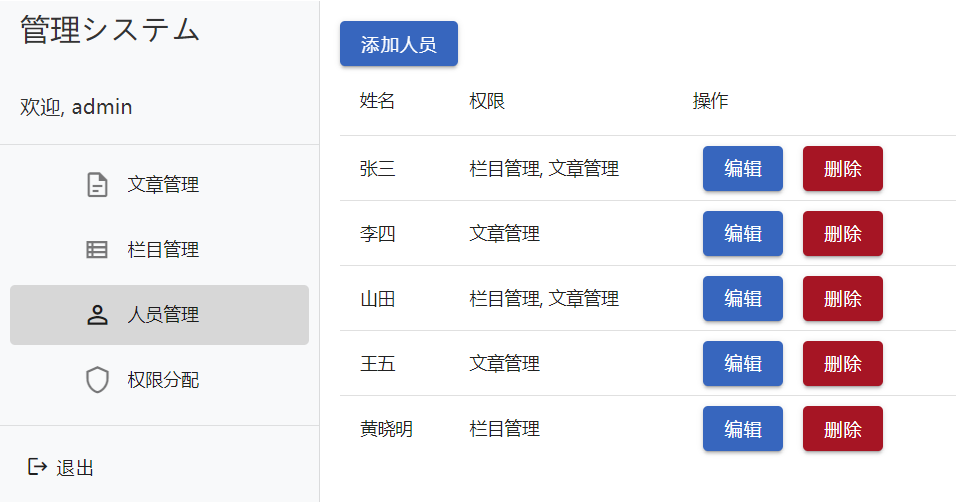 管理システム
欢迎, admin
文章管理
栏目管理
人员管理
权限分配
退出
添加人员
姓名 权限 操作
张三 栏目管理, 文章管理 编辑 删除
李四 文章管理 编辑 删除
山田 栏目管理, 文章管理 编辑 删除
王五 文章管理 编辑 删除
黄晓明 栏目管理 编辑 删除